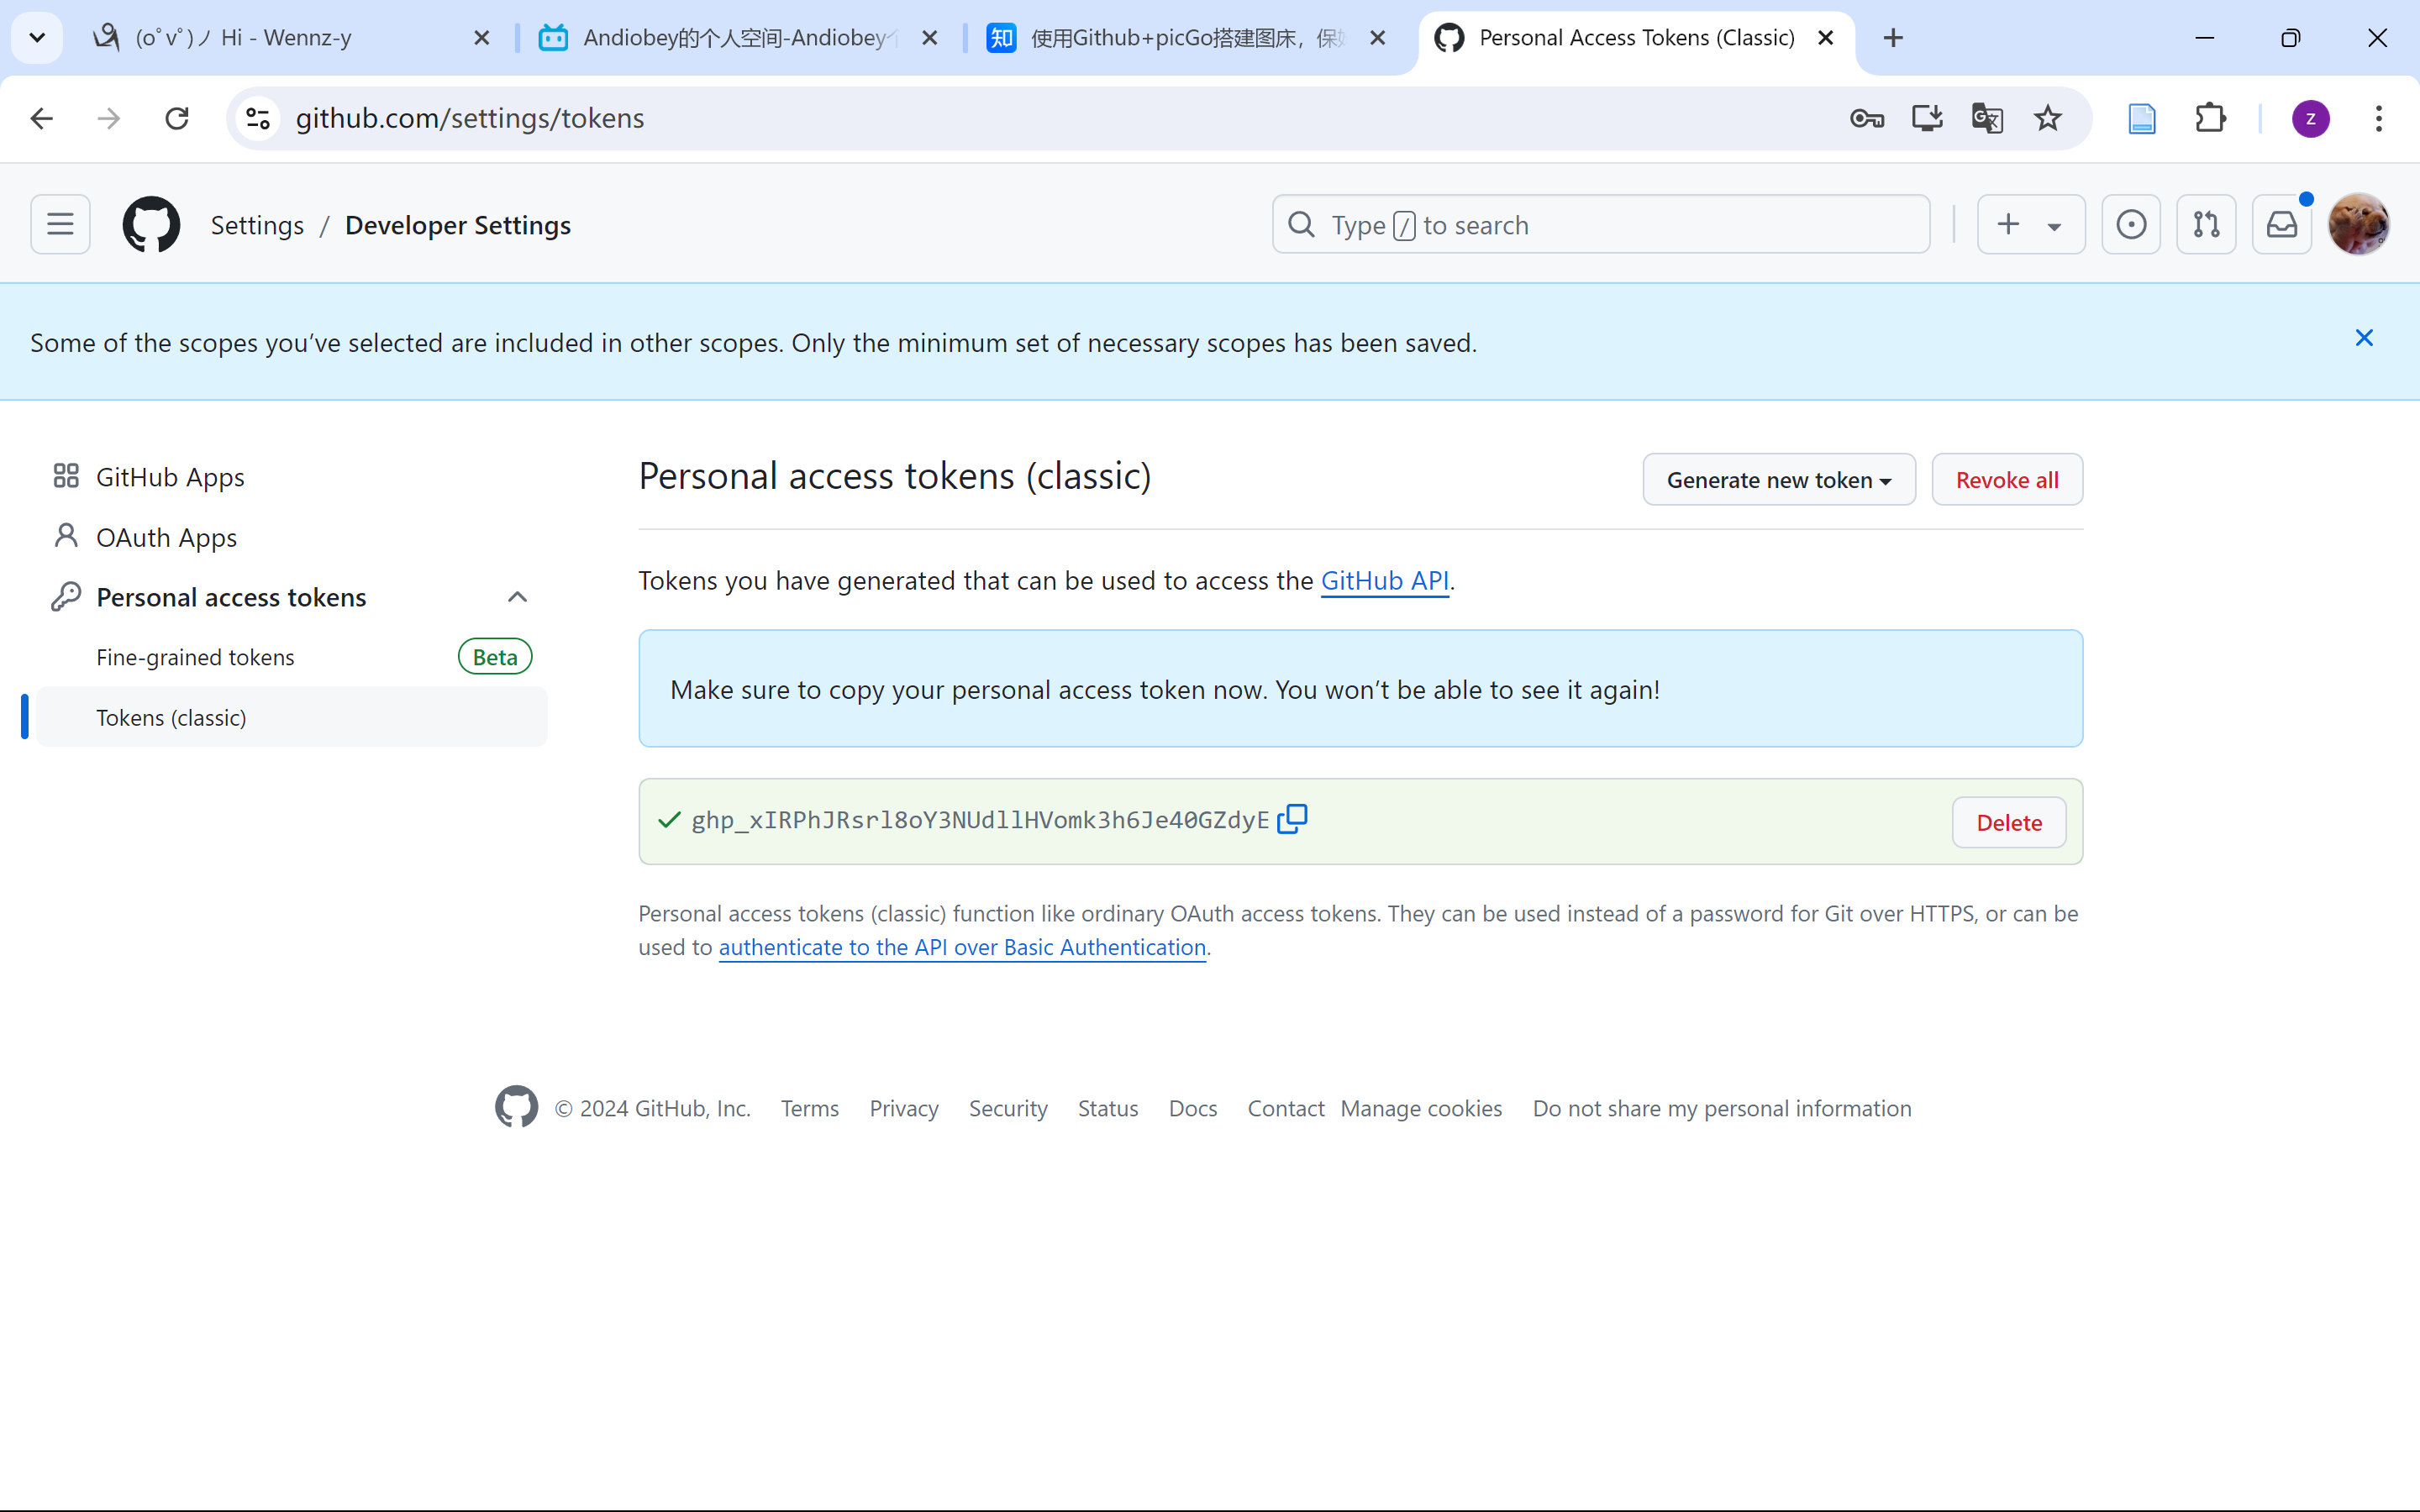 (o°v°)ノ Hi - Wennz-y
Andiobey的个人空间-Andiobey
使用Github+picGo搭建图床，保
Personal Access Tokens (Classic)
github.com/settings/tokens
z
Settings / Developer Settings
Type / to search
Some of the scopes you’ve selected are included in other scopes. Only the minimum set of necessary scopes has been saved.
GitHub Apps
OAuth Apps
Personal access tokens
Fine-grained tokens
Beta
Tokens (classic)
Personal access tokens (classic)
Generate new token
Revoke all
Tokens you have generated that can be used to access the GitHub API.
Make sure to copy your personal access token now. You won’t be able to see it again!
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
Delete
Personal access tokens (classic) function like ordinary OAuth access tokens. They can be used instead of a password for Git over HTTPS, or can be
used to authenticate to the API over Basic Authentication.
© 2024 GitHub, Inc. Terms Privacy Security Status Docs Contact Manage cookies Do not share my personal information